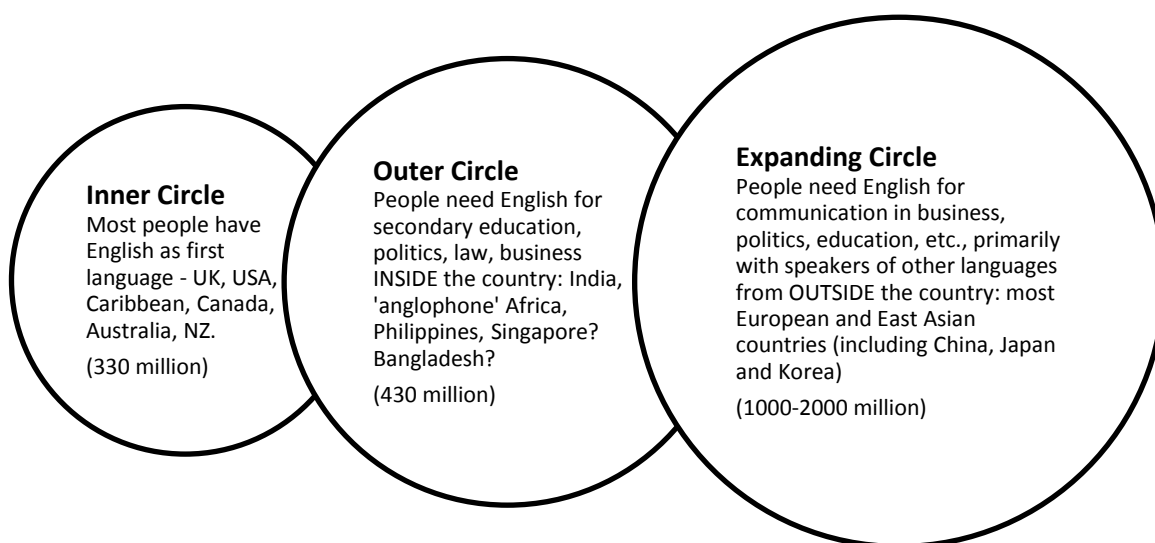 Inner Circle
Most people have
English as first
language - UK, USA,
Caribbean, Canada,
Australia, NZ.
(330 million)
Outer Circle
People need English for
secondary education,
politics, law, business
INSIDE the country: India,
'anglophone' Africa,
Philippines, Singapore?
Bangladesh?
(430 million)
Expanding Circle
People need English for
communication in business,
politics, education, etc., primarily
with speakers of other languages
from OUTSIDE the country: most
European and East Asian
countries (including China, Japan
and Korea)
(1000-2000 million)